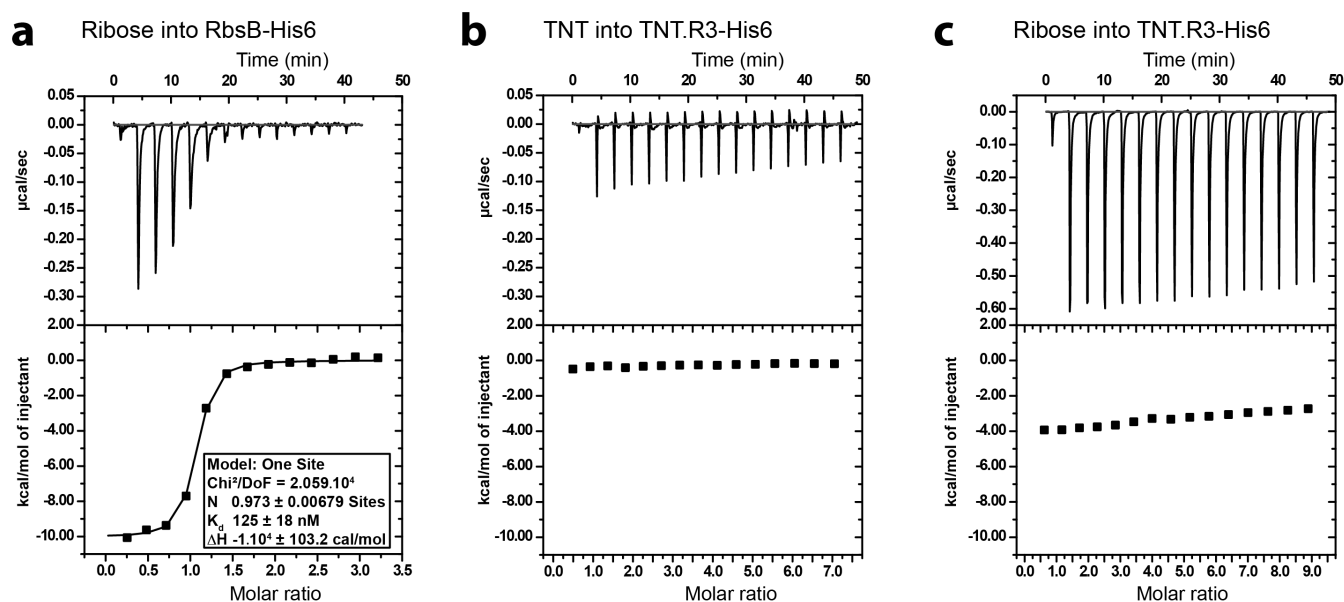 a
Ribose into RbsB-His6
Time (min)
0 10 20 30 40 50
0.05
0.00
-0.05
-0.10
-0.15
-0.20
-0.25
-0.30
µcal/sec
2.00
0.00
-2.00
-4.00
-6.00
-8.00
-10.00
kcal/mol of injectant
Model: One Site
Chi²/DoF = 2.059.10⁴
N 0.973 ± 0.00679 Sites
K_d 125 ± 18 nM
ΔH -1.10⁴ ± 103.2 cal/mol
0.0 0.5 1.0 1.5 2.0 2.5 3.0 3.5
Molar ratio
b
TNT into TNT.R3-His6
Time (min)
0 10 20 30 40 50
0.05
0.00
-0.05
-0.10
-0.15
-0.20
-0.25
-0.30
µcal/sec
2.00
0.00
-2.00
-4.00
-6.00
-8.00
-10.00
kcal/mol of injectant
0.0 1.0 2.0 3.0 4.0 5.0 6.0 7.0
Molar ratio
c
Ribose into TNT.R3-His6
Time (min)
0 10 20 30 40 50
0.00
-0.10
-0.20
-0.30
-0.40
-0.50
-0.60
µcal/sec
2.00
0.00
-2.00
-4.00
-6.00
-8.00
-10.00
kcal/mol of injectant
0.0 1.0 2.0 3.0 4.0 5.0 6.0 7.0 8.0 9.0
Molar ratio